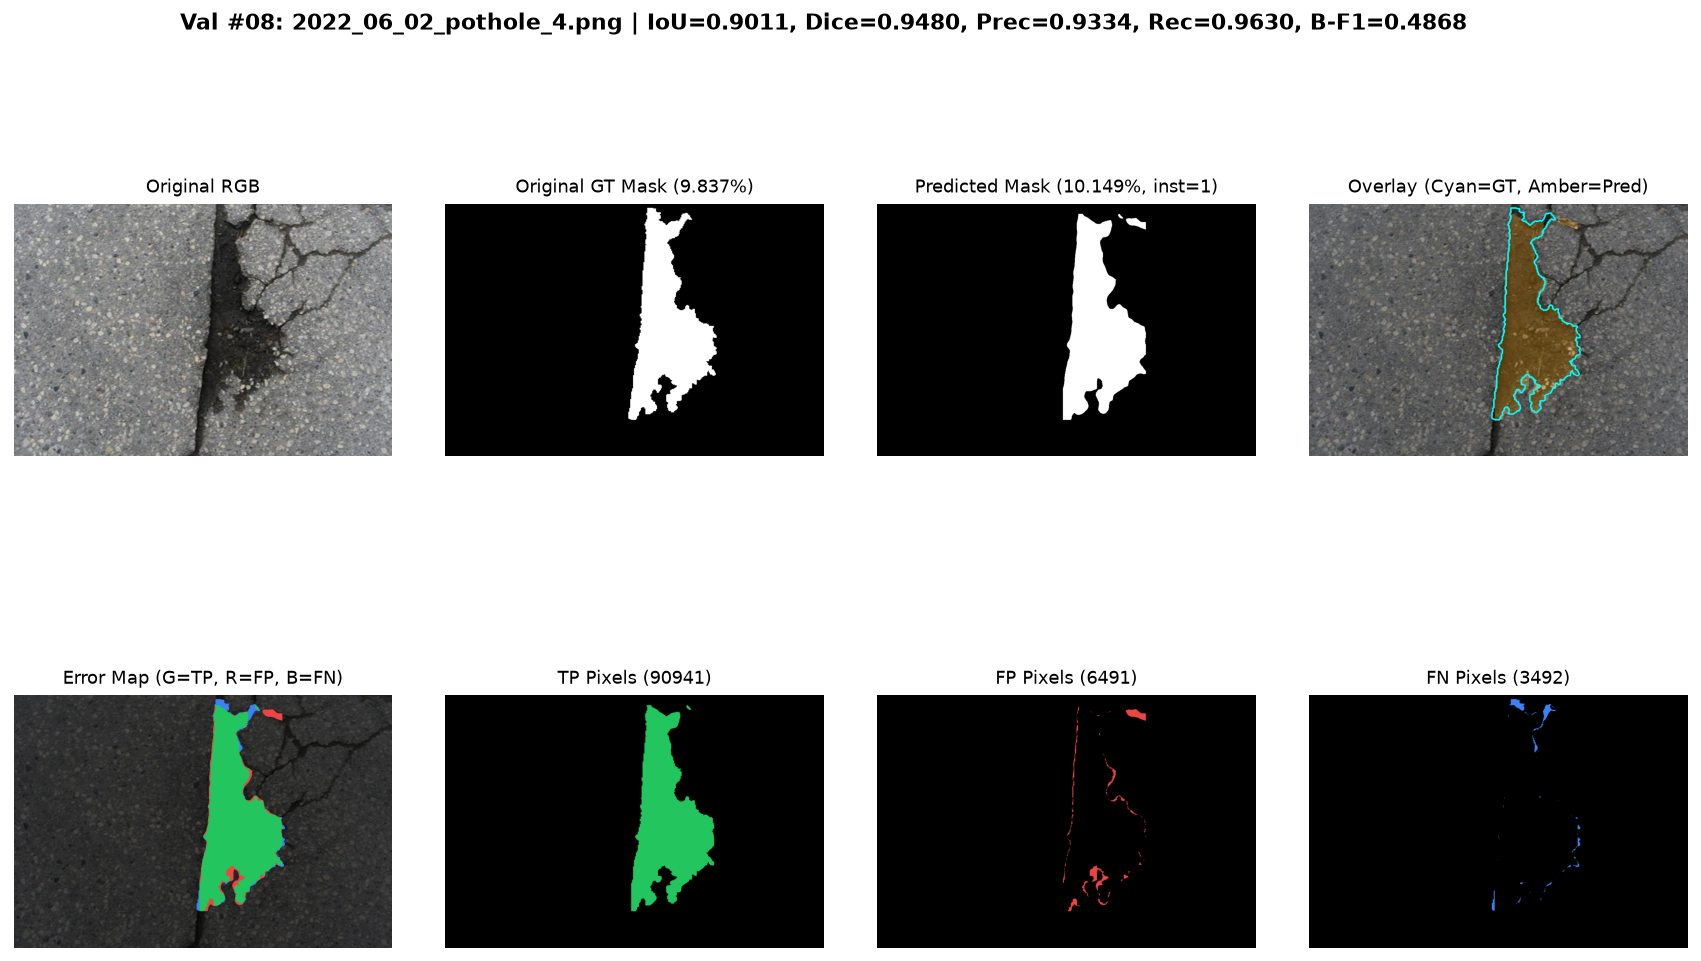 Val #08: 2022_06_02_pothole_4.png | IoU=0.9011, Dice=0.9480, Prec=0.9334, Rec=0.9630, B-F1=0.4868
Original RGB
Original GT Mask (9.837%)
Predicted Mask (10.149%, inst=1)
Overlay (Cyan=GT, Amber=Pred)
Error Map (G=TP, R=FP, B=FN)
TP Pixels (90941)
FP Pixels (6491)
FN Pixels (3492)